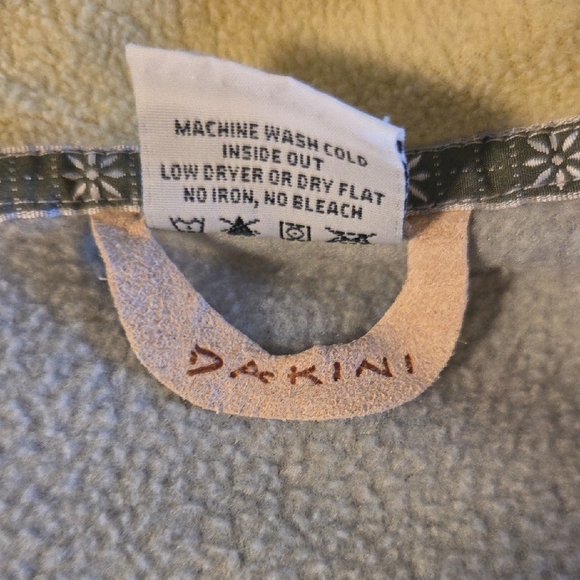 MACHINE WASH COLD
INSIDE OUT
LOW DRYER OR DRY FLAT
NO IRON, NO BLEACH
DAKINI